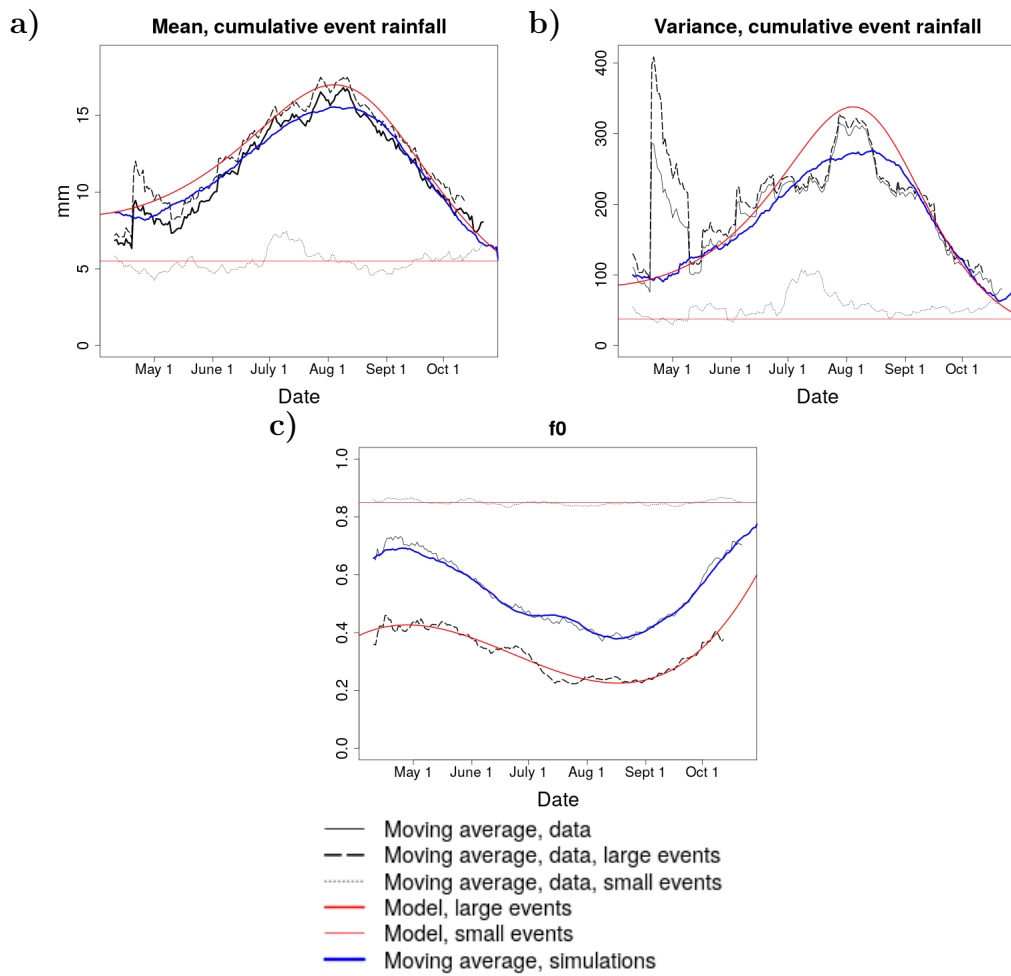 a)
Mean, cumulative event rainfall
mm
0
5
10
15
May 1 June 1 July 1 Aug 1 Sept 1 Oct 1
Date
b)
Variance, cumulative event rainfall
0
100
200
300
400
May 1 June 1 July 1 Aug 1 Sept 1 Oct 1
Date
c)
f0
0.0
0.2
0.4
0.6
0.8
1.0
May 1 June 1 July 1 Aug 1 Sept 1 Oct 1
Date
Moving average, data
Moving average, data, large events
Moving average, data, small events
Model, large events
Model, small events
Moving average, simulations